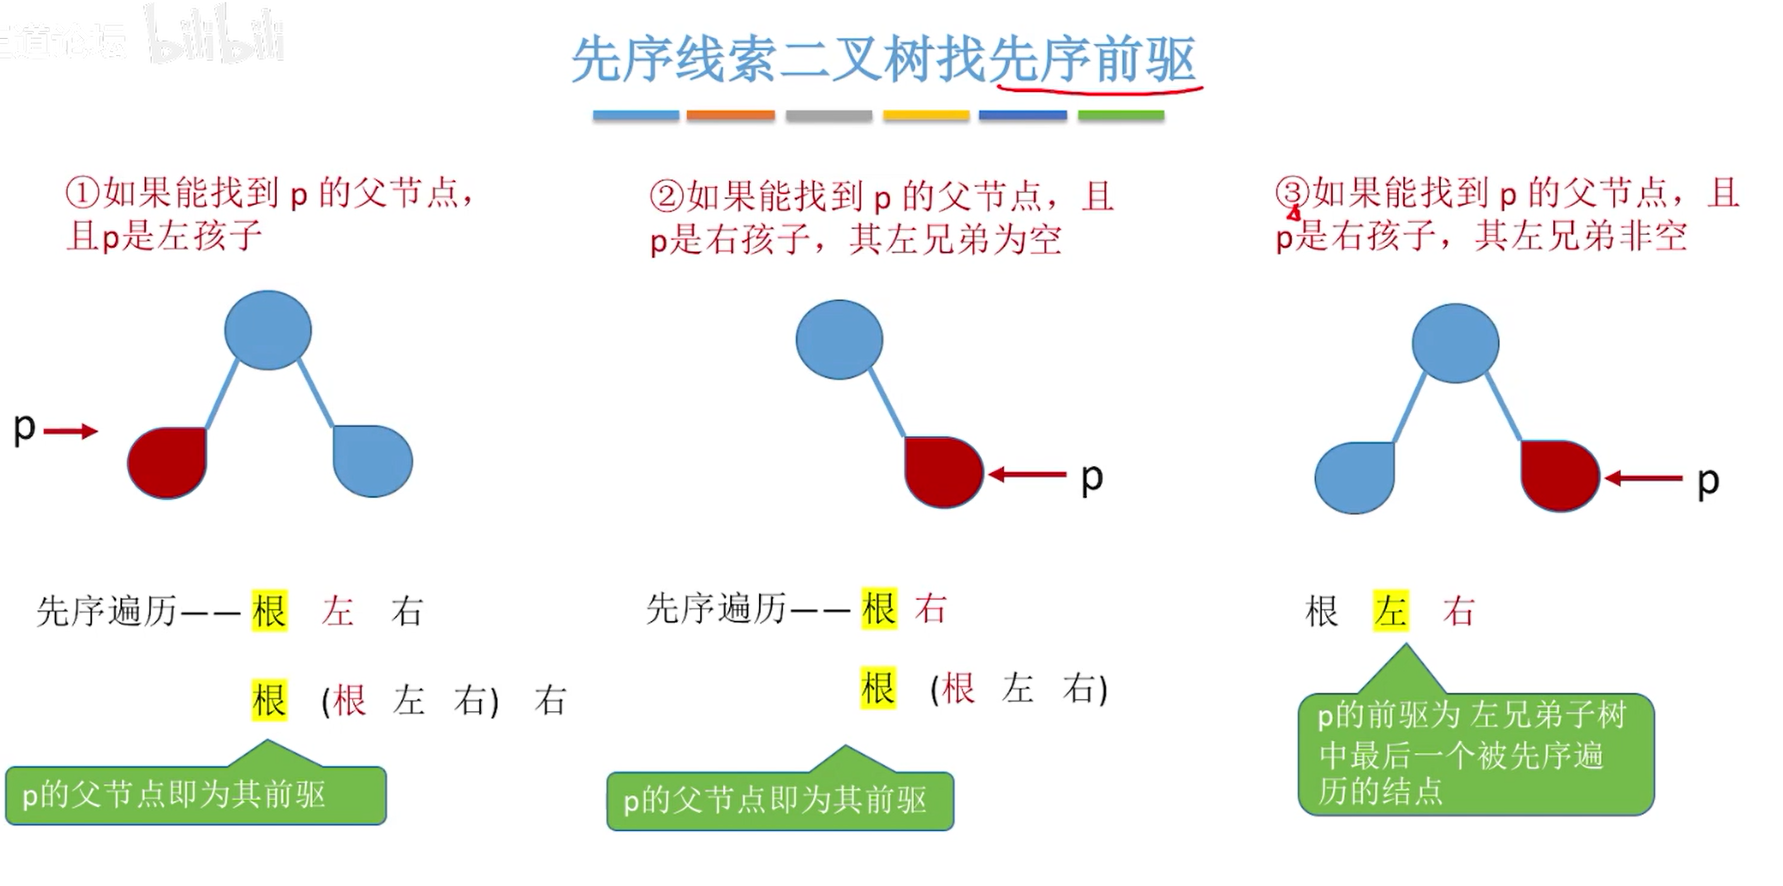 bilibili
先序线索二叉树找先序前驱
①如果能找到 p 的父节点，
且p是左孩子
p
先序遍历—— 根 左 右
根 (根 左 右) 右
p的父节点即为其前驱
②如果能找到 p 的父节点，且
p是右孩子，其左兄弟为空
p
先序遍历—— 根 右
根 (根 左 右)
p的父节点即为其前驱
③如果能找到 p 的父节点，且
p是右孩子，其左兄弟非空
p
根 左 右
p的前驱为 左兄弟子树
中最后一个被先序遍
历的结点